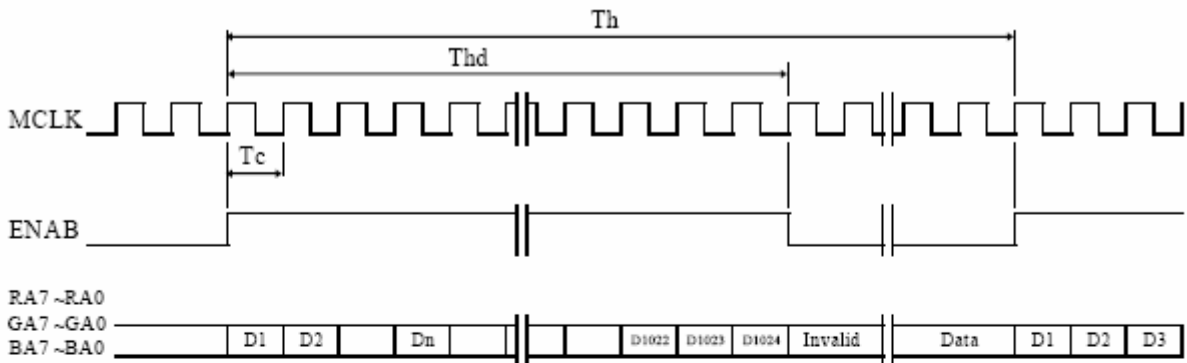 Th
Thd
MCLK
Tc
ENAB
RA7 ~RA0
GA7 ~GA0
BA7 ~BA0
D1 D2 Dn D1022 D1023 D1024 Invalid Data D1 D2 D3